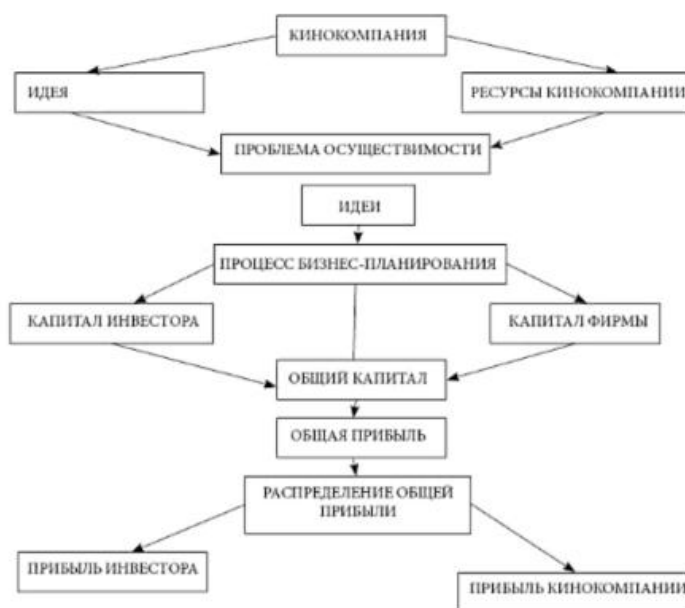 КИНОКОМПАНИЯ
ИДЕЯ
РЕСУРСЫ КИНОКОМПАНИИ
ПРОБЛЕМА ОСУЩЕСТВИМОСТИ
ИДЕИ
ПРОЦЕСС БИЗНЕС-ПЛАНИРОВАНИЯ
КАПИТАЛ ИНВЕСТОРА
КАПИТАЛ ФИРМЫ
ОБЩИЙ КАПИТАЛ
ОБЩАЯ ПРИБЫЛЬ
РАСПРЕДЕЛЕНИЕ ОБЩЕЙ
ПРИБЫЛИ
ПРИБЫЛЬ ИНВЕСТОРА
ПРИБЫЛЬ КИНОКОМПАНИИ